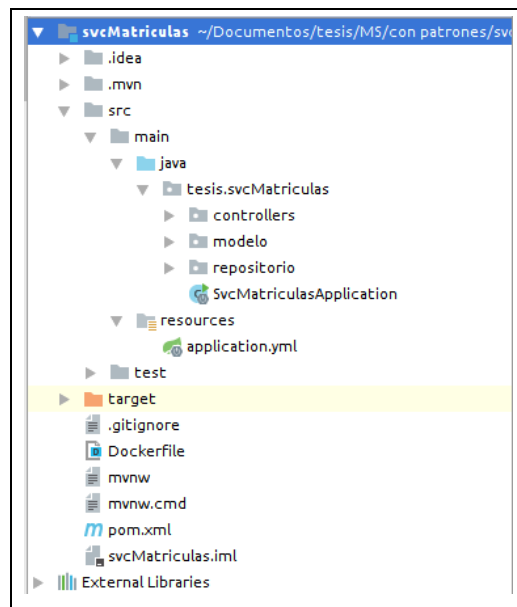 svcMatriculas ~/Documentos/tesis/MS/con patrones/sv
.idea
.mvn
src
main
java
tesis.svcMatriculas
controllers
modelo
repositorio
SvcMatriculasApplication
resources
application.yml
test
target
.gitignore
Dockerfile
mvnw
mvnw.cmd
pom.xml
svcMatriculas.iml
External Libraries